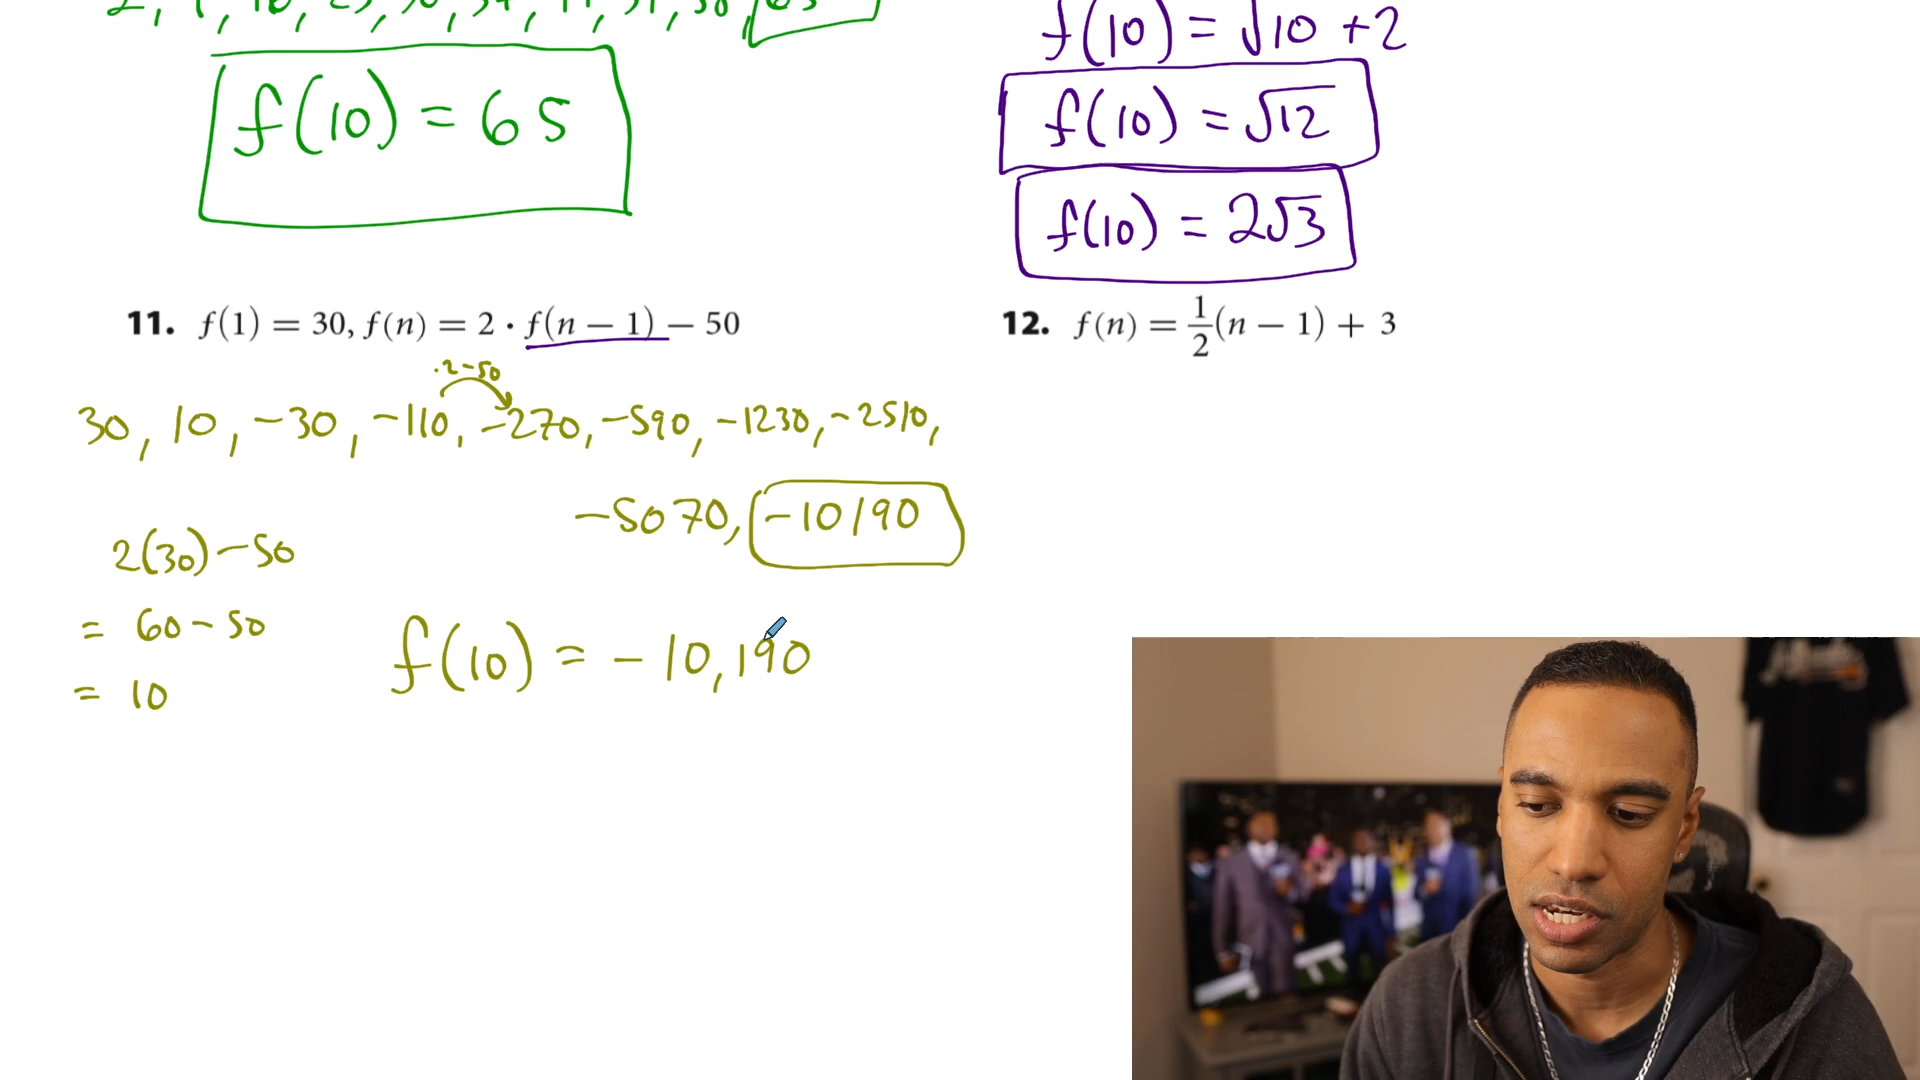 f(10) = 65
f(10) = √10 + 2
f(10) = √12
f(10) = 2√3
11. f(1) = 30, f(n) = 2 · f(n − 1) − 50
·2-50
30, 10, -30, -110, -270, -590, -1230, -2510,
-5070, -10190
2(30)-50
= 60-50
= 10
f(10) = -10,190
12. f(n) = 1/2(n − 1) + 3